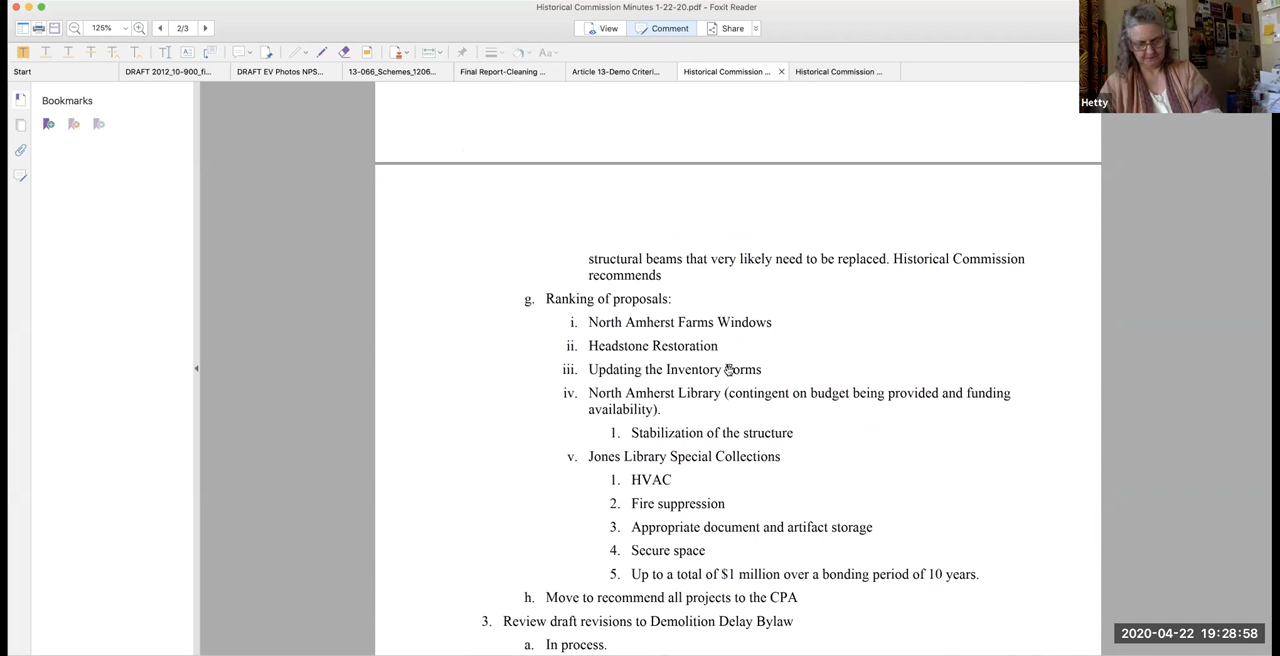 Historical Commission Minutes 1-22-20.pdf - Foxit Reader
125%
2/3
View
Comment
Share
Start
DRAFT 2012_10-900_fi...
DRAFT EV Photos NPS...
13-066_Schemes_1206...
Final Report-Cleaning ...
Article 13-Demo Criteri...
Historical Commission ...
Historical Commission ...
Bookmarks
Hetty
structural beams that very likely need to be replaced. Historical Commission
recommends
g. Ranking of proposals:
i. North Amherst Farms Windows
ii. Headstone Restoration
iii. Updating the Inventory Forms
iv. North Amherst Library (contingent on budget being provided and funding
availability).
1. Stabilization of the structure
v. Jones Library Special Collections
1. HVAC
2. Fire suppression
3. Appropriate document and artifact storage
4. Secure space
5. Up to a total of $1 million over a bonding period of 10 years.
h. Move to recommend all projects to the CPA
3. Review draft revisions to Demolition Delay Bylaw
a. In process.
2020-04-22 19:28:58